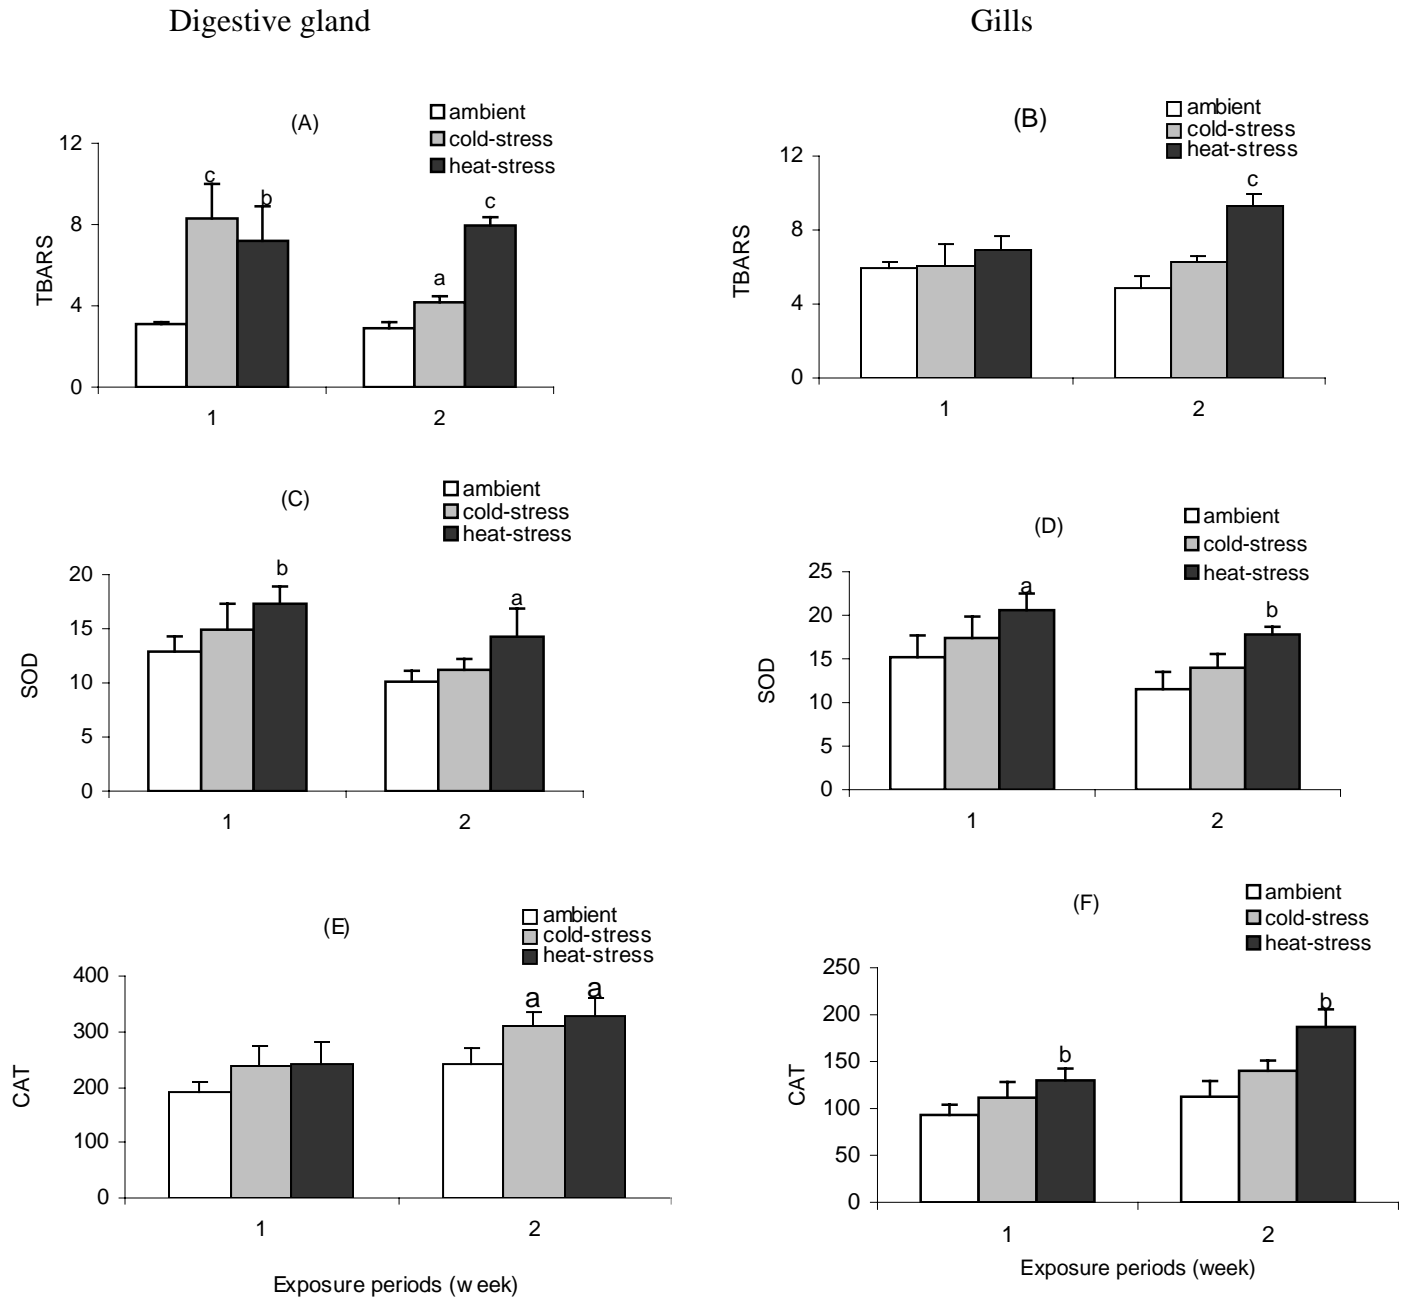 Digestive gland
Gills
(A)
ambient
cold-stress
heat-stress
12
8
4
0
TBARS
c
b
a
c
1
2
(B)
ambient
cold-stress
heat-stress
12
8
4
0
TBARS
c
1
2
(C)
ambient
cold-stress
heat-stress
20
15
10
5
0
SOD
b
a
1
2
(D)
ambient
cold-stress
heat-stress
25
20
15
10
5
0
SOD
a
b
1
2
(E)
ambient
cold-stress
heat-stress
400
300
200
100
0
CAT
a
a
1
2
Exposure periods (week)
(F)
ambient
cold-stress
heat-stress
250
200
150
100
50
0
CAT
b
b
1
2
Exposure periods (week)